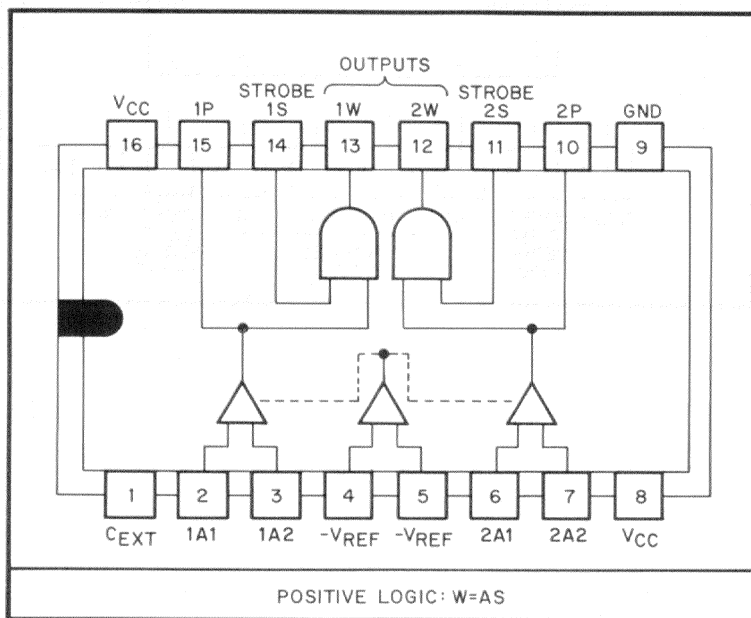 OUTPUTS
STROBE STROBE
VCC 1P 1S 1W 2W 2S 2P GND
16 15 14 13 12 11 10 9
1 2 3 4 5 6 7 8
CEXT 1A1 1A2 -VREF -VREF 2A1 2A2 VCC
POSITIVE LOGIC: W=AS